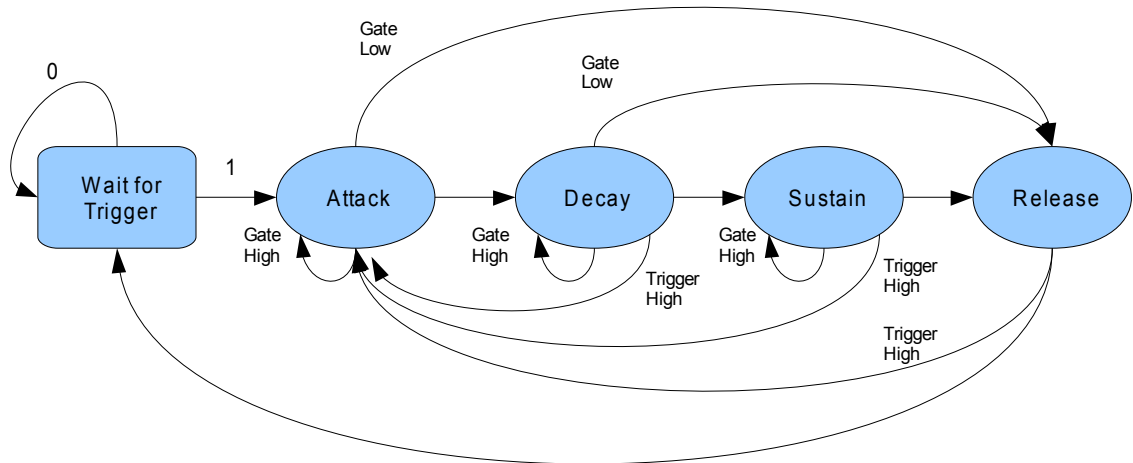 Gate
Low
0
Gate
Low
1
Wait for
Trigger
Attack
Decay
Sustain
Release
Gate
High
Gate
High
Gate
High
Trigger
High
Trigger
High
Trigger
High